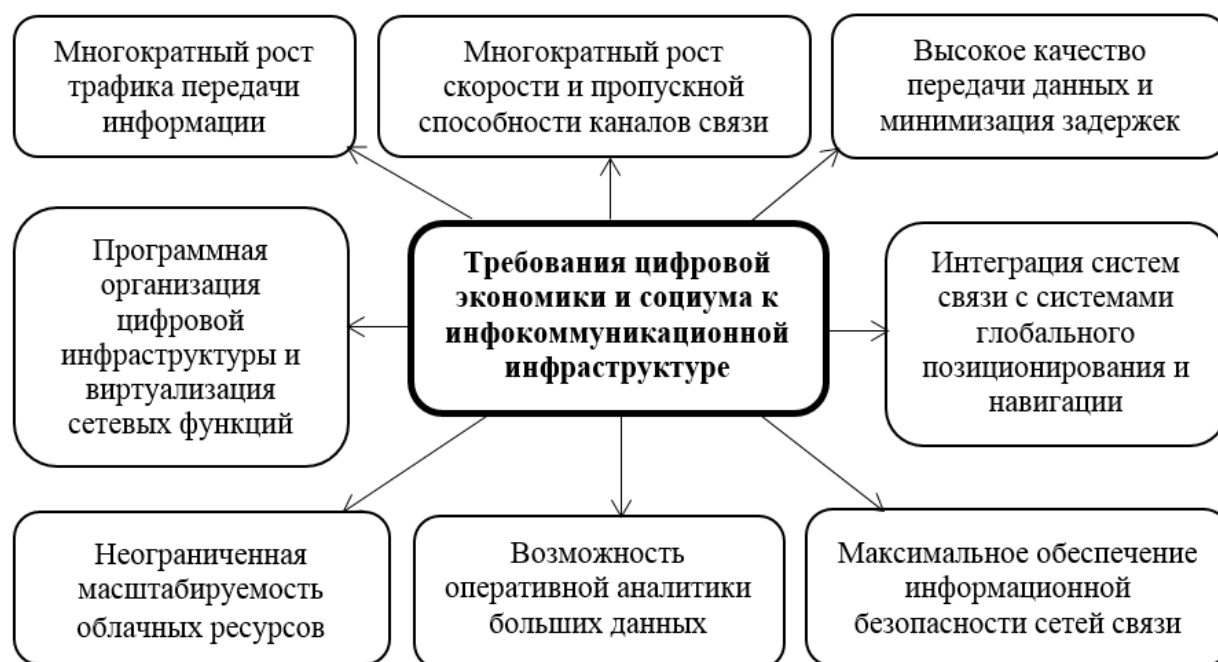 Многократный рост
трафика передачи
информации
Многократный рост
скорости и пропускной
способности каналов связи
Высокое качество
передачи данных и
минимизация задержек
Программная
организация
цифровой
инфраструктуры и
виртуализация
сетевых функций
Требования цифровой
экономики и социума к
инфокоммуникационной
инфраструктуре
Интеграция систем
связи с системами
глобального
позиционирования и
навигации
Неограниченная
масштабируемость
облачных ресурсов
Возможность
оперативной аналитики
больших данных
Максимальное обеспечение
информационной
безопасности сетей связи